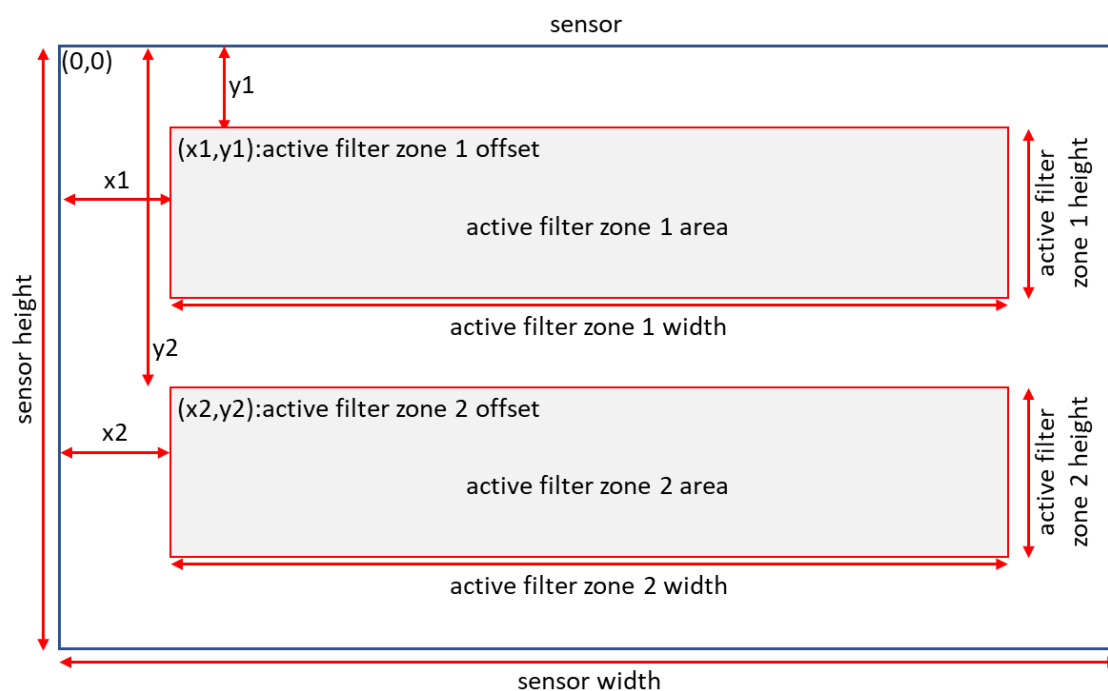 sensor
(0,0)
y1
(x1,y1):active filter zone 1 offset
x1
active filter zone 1 area
active filter
zone 1 height
active filter zone 1 width
sensor height
y2
(x2,y2):active filter zone 2 offset
x2
active filter zone 2 area
active filter
zone 2 height
active filter zone 2 width
sensor width